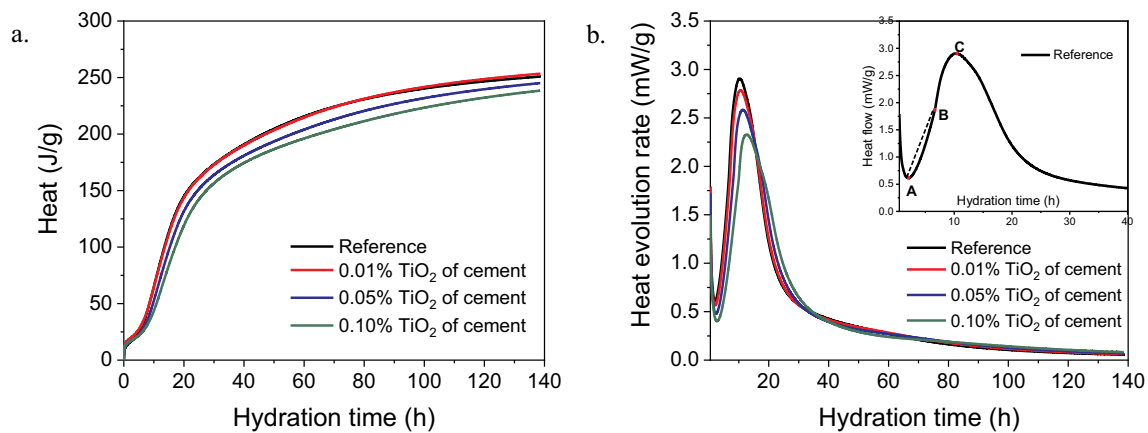 a.
300
250
200
150
100
50
0
Heat (J/g)
Reference
0.01% TiO2 of cement
0.05% TiO2 of cement
0.10% TiO2 of cement
0 20 40 60 80 100 120 140
Hydration time (h)
b.
3.5
3.0
2.5
2.0
1.5
1.0
0.5
0.0
Heat evolution rate (mW/g)
3.5
3.0
2.5
2.0
1.5
1.0
0.5
0.0
Heat flow (mW/g)
C
Reference
B
A
Hydration time (h)
10 20 30 40
Reference
0.01% TiO2 of cement
0.05% TiO2 of cement
0.10% TiO2 of cement
20 40 60 80 100 120 140
Hydration time (h)